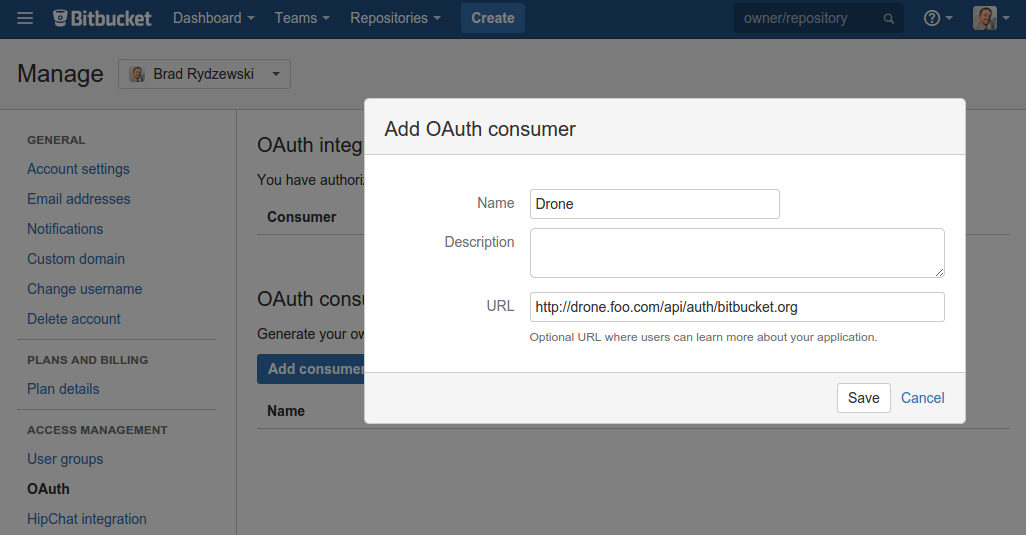 Bitbucket Dashboard Teams Repositories Create owner/repository
Manage Brad Rydzewski
GENERAL
Account settings
Email addresses
Notifications
Custom domain
Change username
Delete account
PLANS AND BILLING
Plan details
ACCESS MANAGEMENT
User groups
OAuth
HipChat integration
OAuth integ
You have authori
Consumer
OAuth consu
Generate your ow
Add consumer
Name
Add OAuth consumer
Name Drone
Description
URL http://drone.foo.com/api/auth/bitbucket.org
Optional URL where users can learn more about your application.
Save Cancel